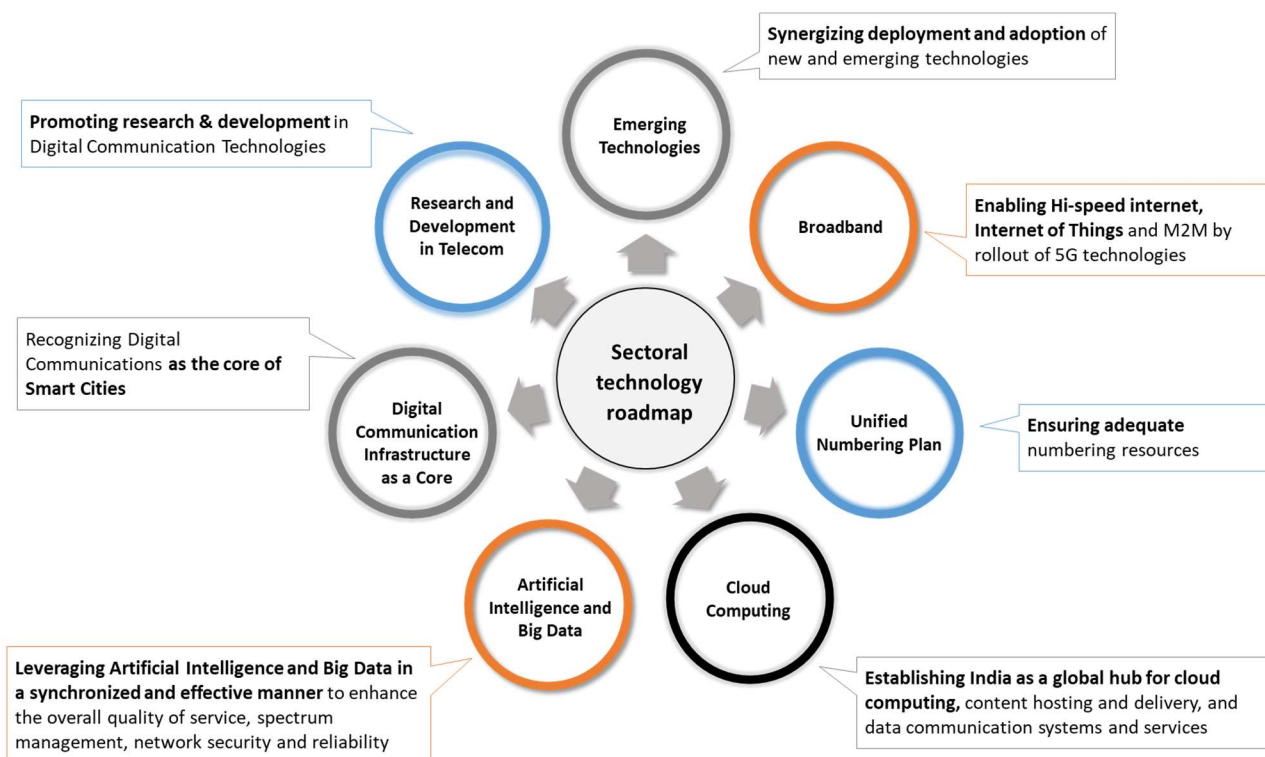 Synergizing deployment and adoption of
new and emerging technologies
Emerging
Technologies
Promoting research & development in
Digital Communication Technologies
Research and
Development
in Telecom
Broadband
Enabling Hi-speed internet,
Internet of Things and M2M by
rollout of 5G technologies
Recognizing Digital
Communications as the core of
Smart Cities
Sectoral
technology
roadmap
Digital
Communication
Infrastructure
as a Core
Unified
Numbering Plan
Ensuring adequate
numbering resources
Artificial
Intelligence and
Big Data
Cloud
Computing
Leveraging Artificial Intelligence and Big Data in
a synchronized and effective manner to enhance
the overall quality of service, spectrum
management, network security and reliability
Establishing India as a global hub for cloud
computing, content hosting and delivery, and
data communication systems and services